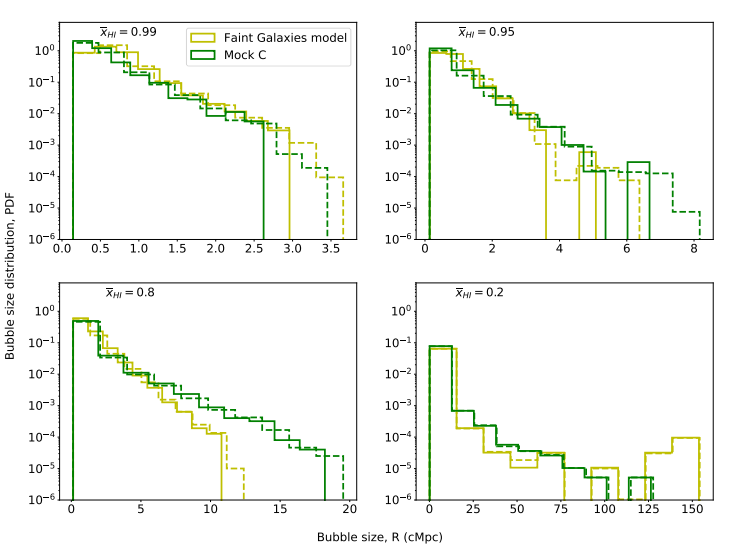 x̅HI = 0.99
Faint Galaxies model
Mock C
10⁰
10⁻¹
10⁻²
10⁻³
10⁻⁴
10⁻⁵
10⁻⁶
0.0 0.5 1.0 1.5 2.0 2.5 3.0 3.5
x̅HI = 0.95
10⁰
10⁻¹
10⁻²
10⁻³
10⁻⁴
10⁻⁵
10⁻⁶
0 2 4 6 8
Bubble size distribution, PDF
x̅HI = 0.8
10⁰
10⁻¹
10⁻²
10⁻³
10⁻⁴
10⁻⁵
10⁻⁶
0 5 10 15 20
x̅HI = 0.2
10⁰
10⁻¹
10⁻²
10⁻³
10⁻⁴
10⁻⁵
10⁻⁶
0 25 50 75 100 125 150
Bubble size, R (cMpc)